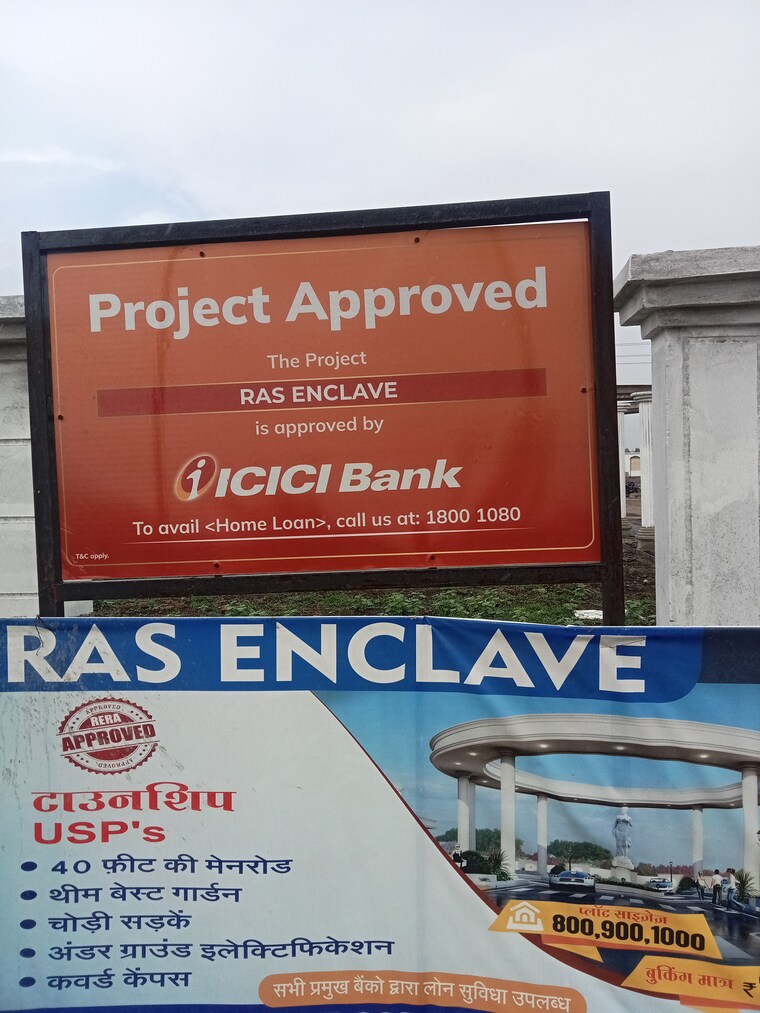 Project Approved
The Project
RAS ENCLAVE
is approved by
ICICI Bank
To avail <Home Loan>, call us at: 1800 1080
T&C apply.
RAS ENCLAVE
APPROVED
RERA
APPROVED
APPROVED
टाउनशिप
USP's
• 40 फ़ीट की मेनरोड
• थीम बेस्ट गार्डन
• चोड़ी सड़कें
• अंडर ग्राउंड इलेक्टिफिकेशन
• कवर्ड केंपस
प्लॉट साइज़ेज़
800,900,1000
बुकिंग मात्र ₹
सभी प्रमुख बैंको द्वारा लोन सुविधा उपलब्ध